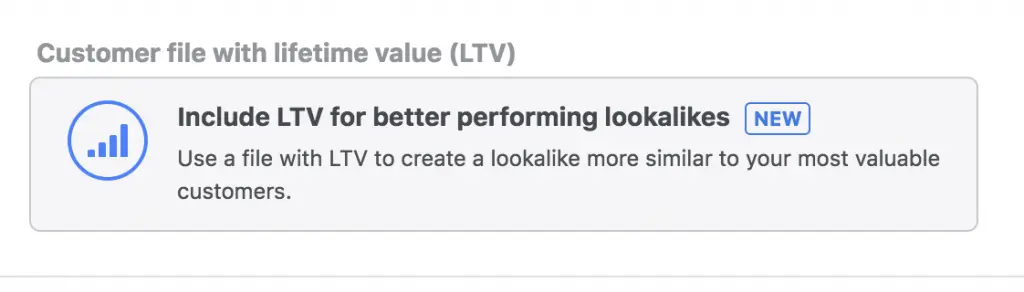 Customer file with lifetime value (LTV)
Include LTV for better performing lookalikes NEW
Use a file with LTV to create a lookalike more similar to your most valuable
customers.